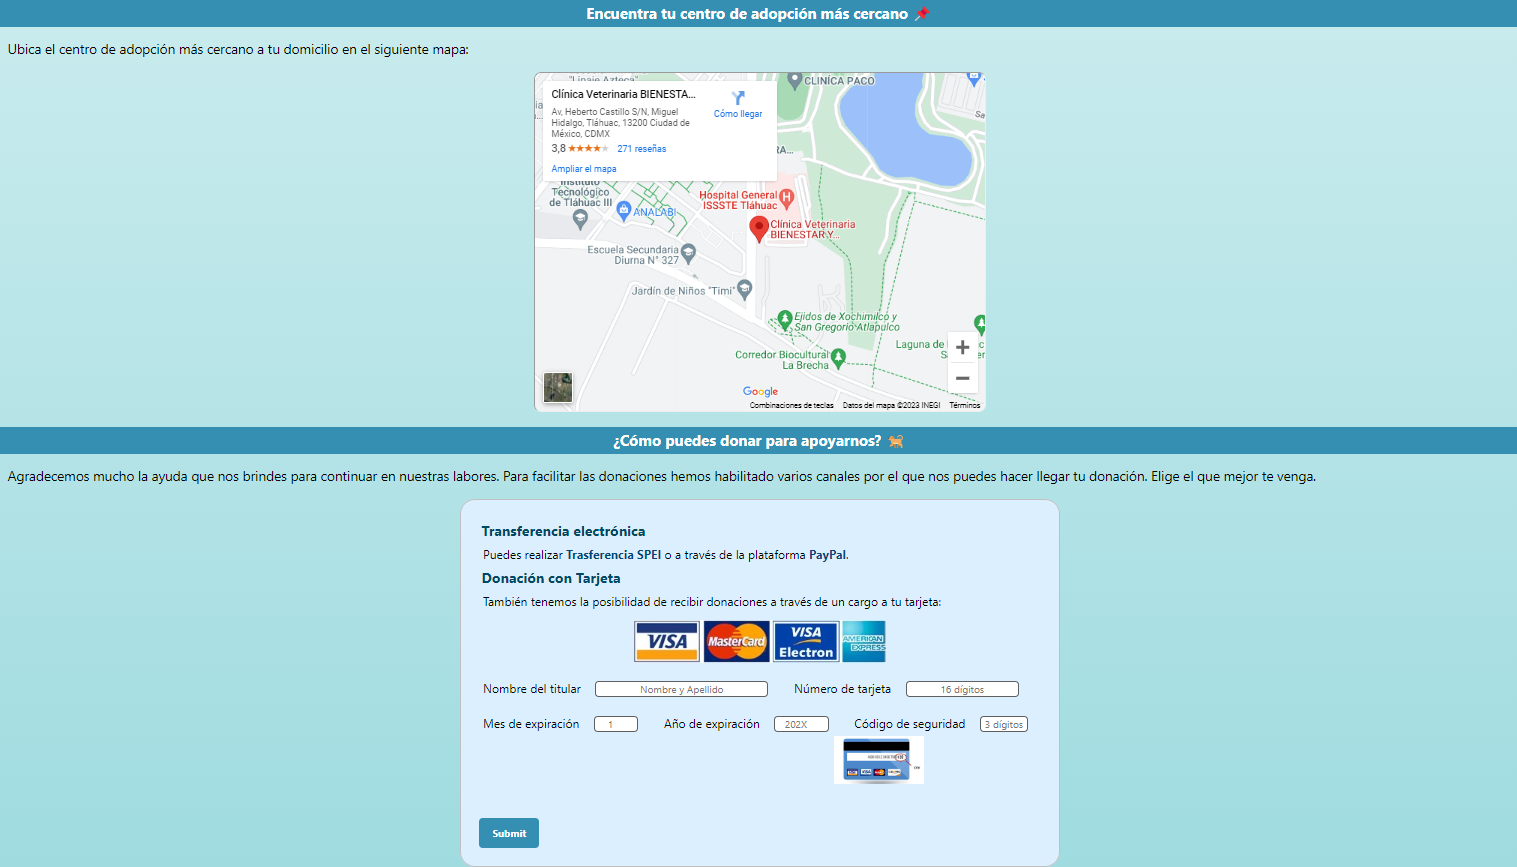 Encuentra tu centro de adopción más cercano
Ubica el centro de adopción más cercano a tu domicilio en el siguiente mapa:
"Linaje Azteca"
CLÍNICA PACO
Clínica Veterinaria BIENESTA...
Cómo llegar
Av, Heberto Castillo S/N, Miguel
Hidalgo, Tláhuac, 13200 Ciudad de
México, CDMX
3,8
271 reseñas
Ampliar el mapa
Instituto
Tecnológico
de Tláhuac III
ANALABI
Hospital General
ISSSTE Tláhuac
Clínica Veterinaria
BIENESTAR Y...
Escuela Secundaria
Diurna N° 327
Jardín de Niños "Timi"
Ejidos de Xochimilco y
San Gregorio Atlapulco
Laguna de
Corredor Biocultural
La Brecha
+
−
Google
Combinaciones de teclas
Datos del mapa ©2023 INEGI
Términos
¿Cómo puedes donar para apoyarnos?
Agradecemos mucho la ayuda que nos brindes para continuar en nuestras labores. Para facilitar las donaciones hemos habilitado varios canales por el que nos puedes hacer llegar tu donación. Elige el que mejor te venga.
Transferencia electrónica
Puedes realizar Trasferencia SPEI o a través de la plataforma PayPal.
Donación con Tarjeta
También tenemos la posibilidad de recibir donaciones a través de un cargo a tu tarjeta:
VISA
MasterCard
VISA
Electron
AMERICAN
EXPRESS
Nombre del titular
Nombre y Apellido
Número de tarjeta
16 dígitos
Mes de expiración
1
Año de expiración
202X
Código de seguridad
3 dígitos
Submit